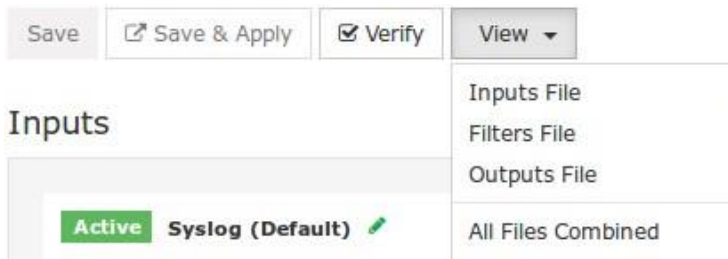 Save Save & Apply Verify View
Inputs File
Inputs
Filters File
Outputs File
Active Syslog (Default)
All Files Combined